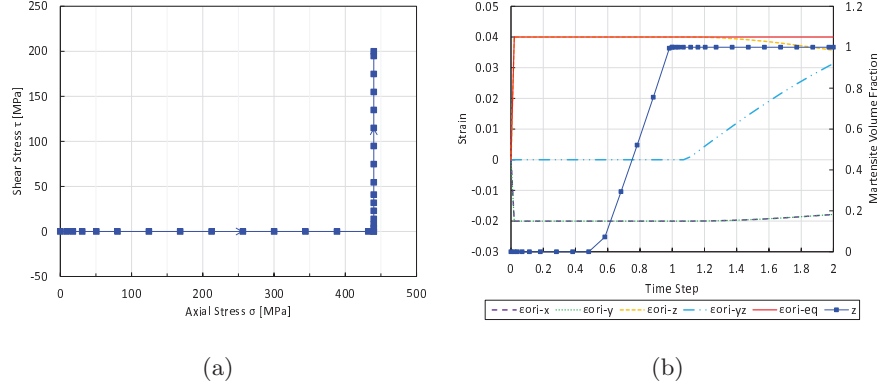 (a)
250
200
150
100
50
0
-50
Shear Stress τ [MPa]
0 100 200 300 400 500
Axial Stress σ [MPa]
(b)
0.05
0.04
0.03
0.02
0.01
0
-0.01
-0.02
-0.03
Strain
1.2
1
0.8
0.6
0.4
0.2
0
Martensite Volume Fraction
0 0.2 0.4 0.6 0.8 1 1.2 1.4 1.6 1.8 2
Time Step
εori-x εori-y εori-z εori-yz εori-eq z
(a) (b)